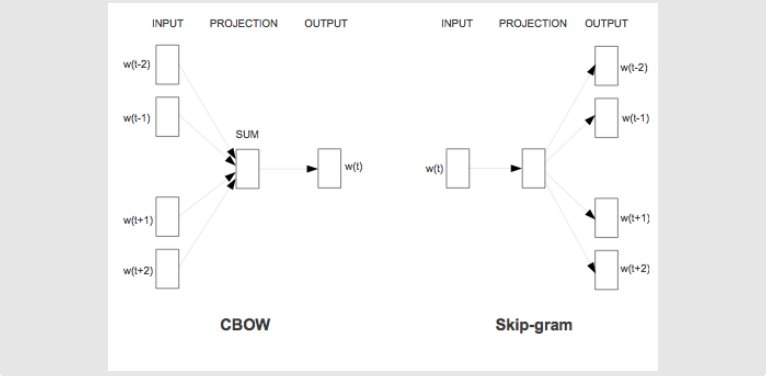 INPUT PROJECTION OUTPUT
w(t-2)
w(t-1)
SUM
w(t)
w(t+1)
w(t+2)
CBOW
INPUT PROJECTION OUTPUT
w(t-2)
w(t-1)
w(t)
w(t+1)
w(t+2)
Skip-gram